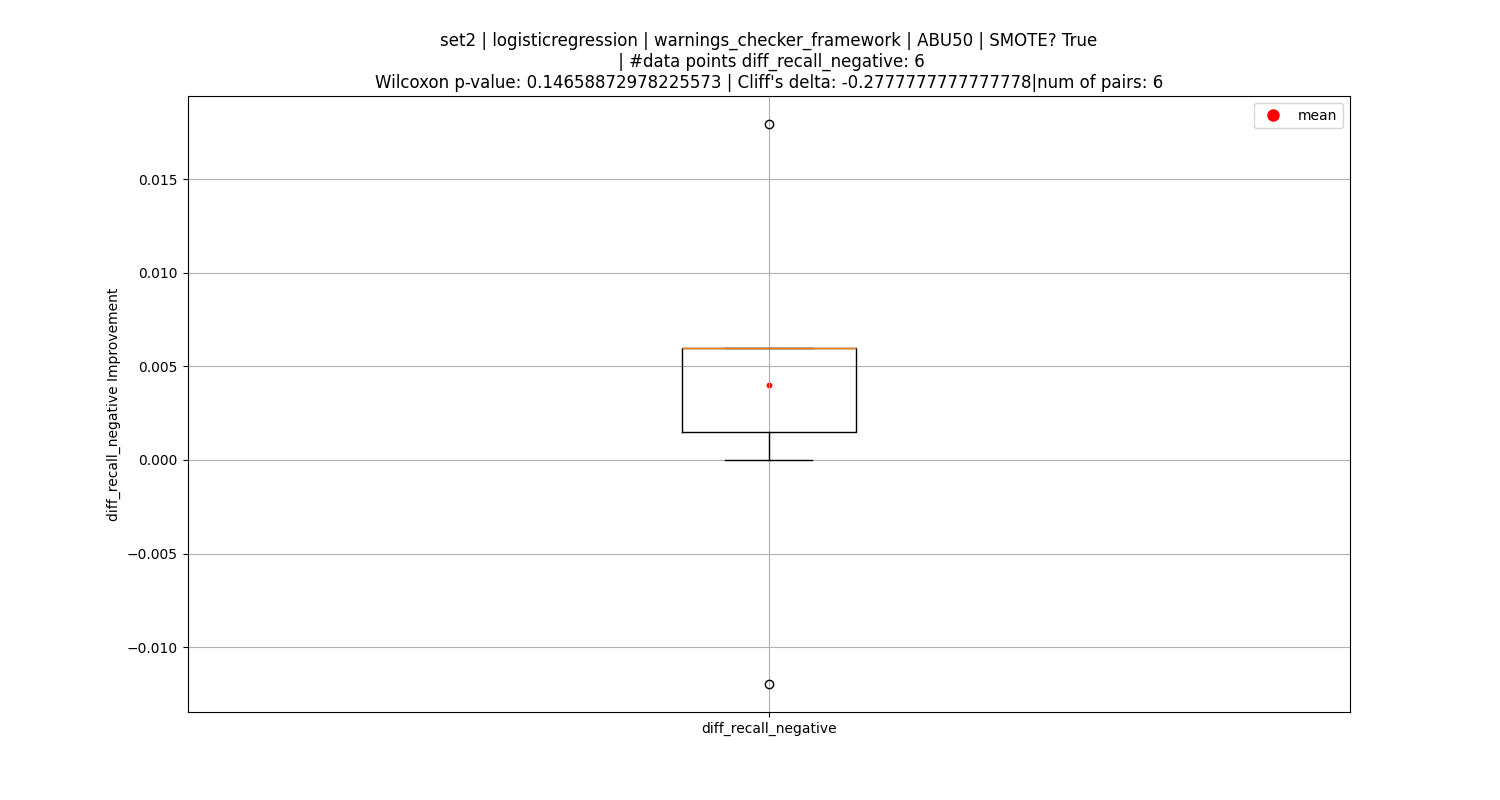 set2 | logisticregression | warnings_checker_framework | ABU50 | SMOTE? True
| #data points diff_recall_negative: 6
Wilcoxon p-value: 0.14658872978225573 | Cliff's delta: -0.2777777777777778|num of pairs: 6
mean
0.015
0.010
0.005
0.000
−0.005
−0.010
diff_recall_negative Improvement
diff_recall_negative